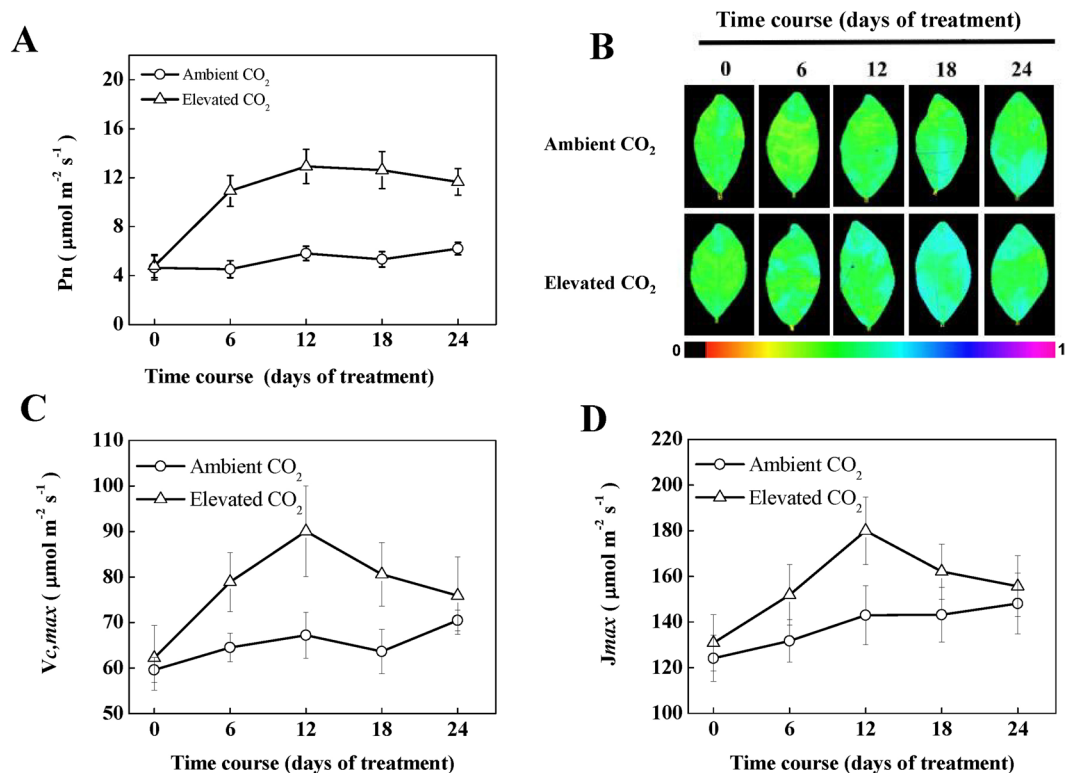 A
Pn ( μmol m⁻² s⁻¹ )
20
16
12
8
4
0
Ambient CO₂
Elevated CO₂
0 6 12 18 24
Time course (days of treatment)
B
Time course (days of treatment)
0 6 12 18 24
Ambient CO₂
Elevated CO₂
0 1
C
Vc,max ( μmol m⁻² s⁻¹ )
110
100
90
80
70
60
50
Ambient CO₂
Elevated CO₂
0 6 12 18 24
Time course (days of treatment)
D
Jmax ( μmol m⁻² s⁻¹ )
220
200
180
160
140
120
100
Ambient CO₂
Elevated CO₂
0 6 12 18 24
Time course (days of treatment)